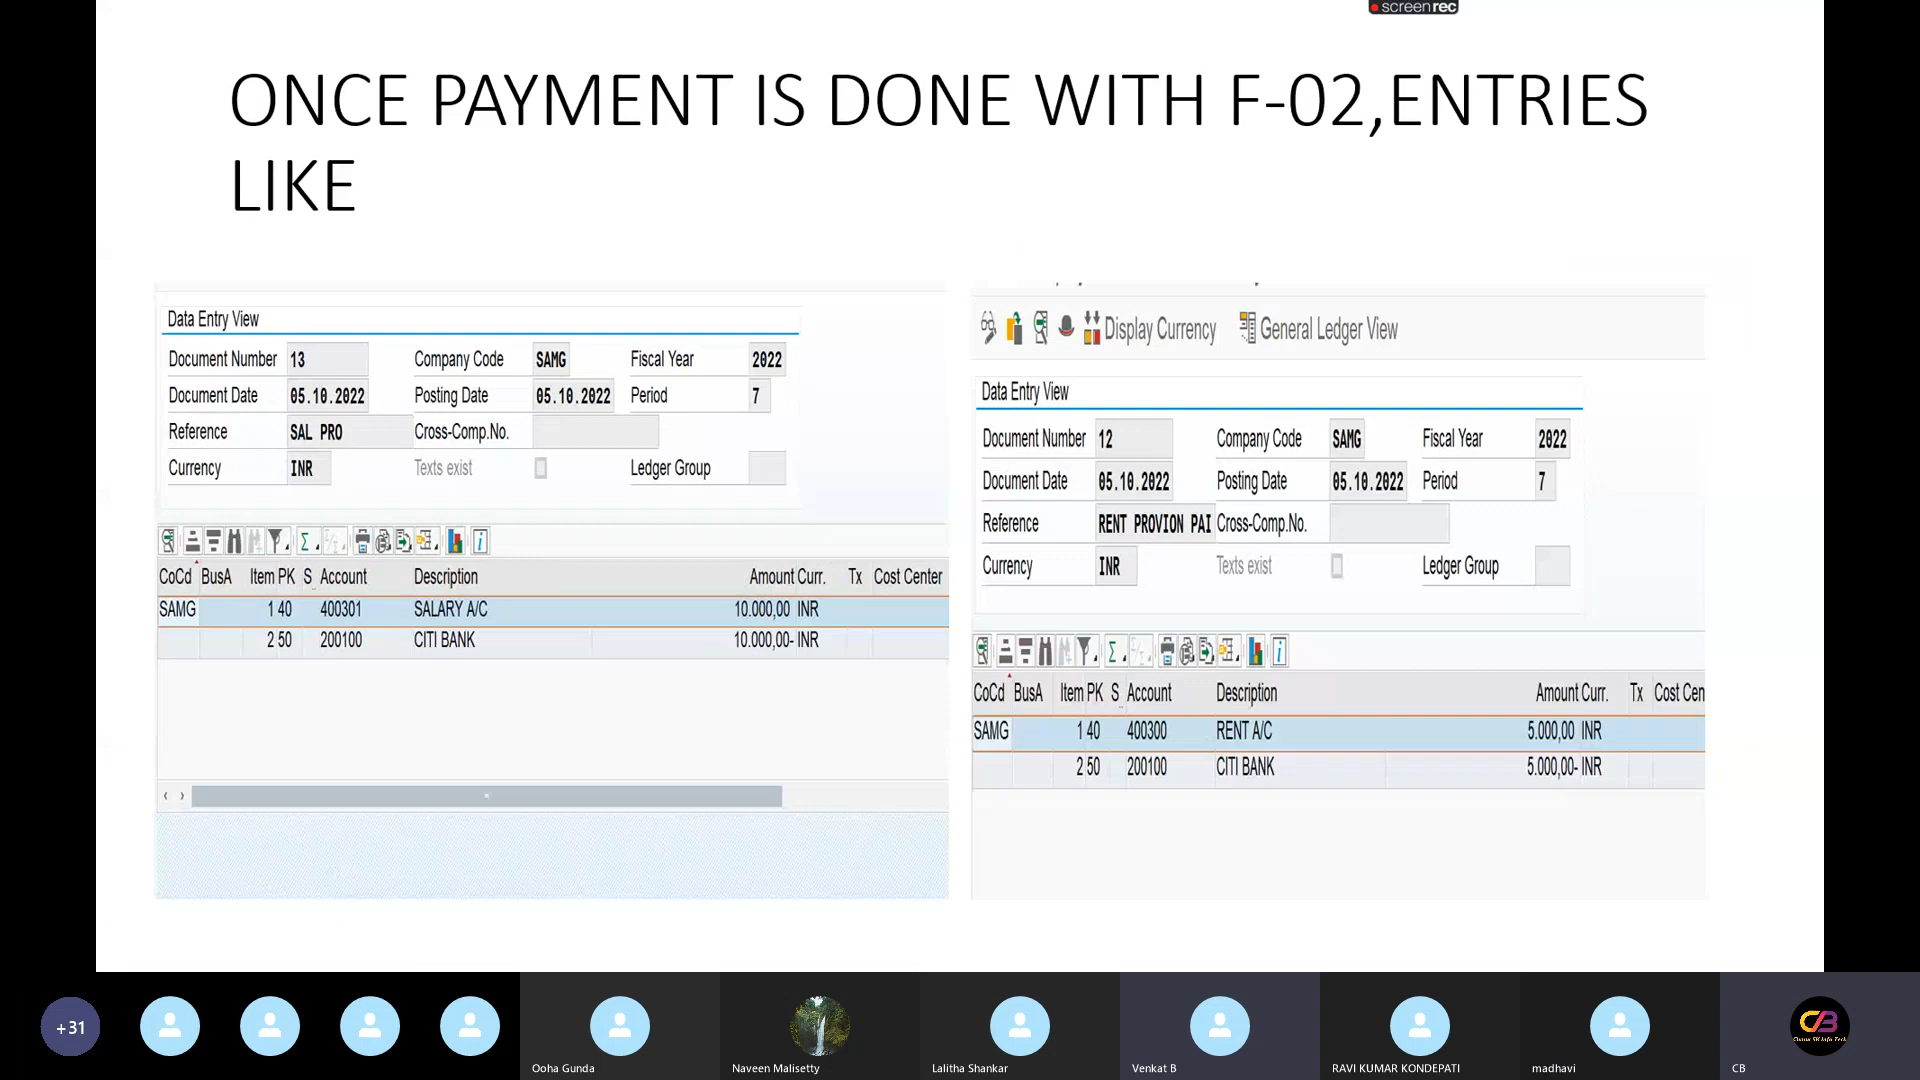 screenrec
ONCE PAYMENT IS DONE WITH F-02,ENTRIES
LIKE
Data Entry View
Document Number 13 Company Code SAMG Fiscal Year 2022
Document Date 05.10.2022 Posting Date 05.10.2022 Period 7
Reference SAL PRO Cross-Comp.No.
Currency INR Texts exist Ledger Group
CoCd BusA Item PK S Account Description Amount Curr. Tx Cost Center
SAMG 1 40 400301 SALARY A/C 10.000,00 INR
2 50 200100 CITI BANK 10.000,00- INR
Display Currency General Ledger View
Data Entry View
Document Number 12 Company Code SAMG Fiscal Year 2022
Document Date 05.10.2022 Posting Date 05.10.2022 Period 7
Reference RENT PROVION PAI Cross-Comp.No.
Currency INR Texts exist Ledger Group
CoCd BusA Item PK S Account Description Amount Curr. Tx Cost Cen
SAMG 1 40 400300 RENT A/C 5.000,00 INR
2 50 200100 CITI BANK 5.000,00- INR
+31
Ooha Gunda
Naveen Malisetty
Lalitha Shankar
Venkat B
RAVI KUMAR KONDEPATI
madhavi
CB